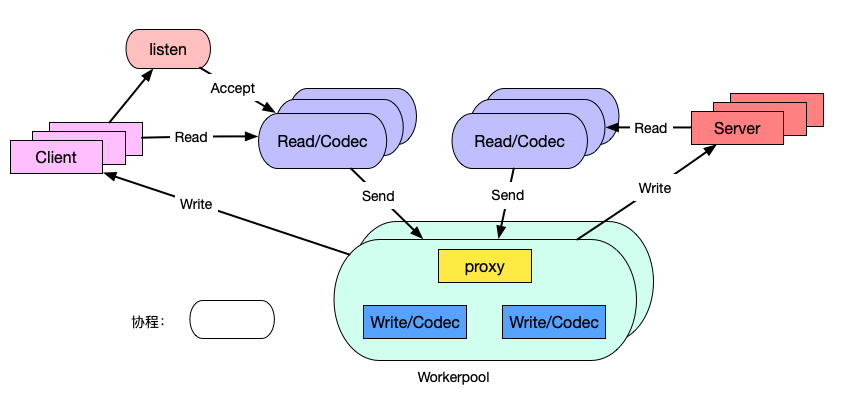 listen
Accept
Client
Read
Read/Codec
Read/Codec
Read
Server
Write
Send
Send
Write
proxy
Write/Codec
Write/Codec
协程：
Workerpool